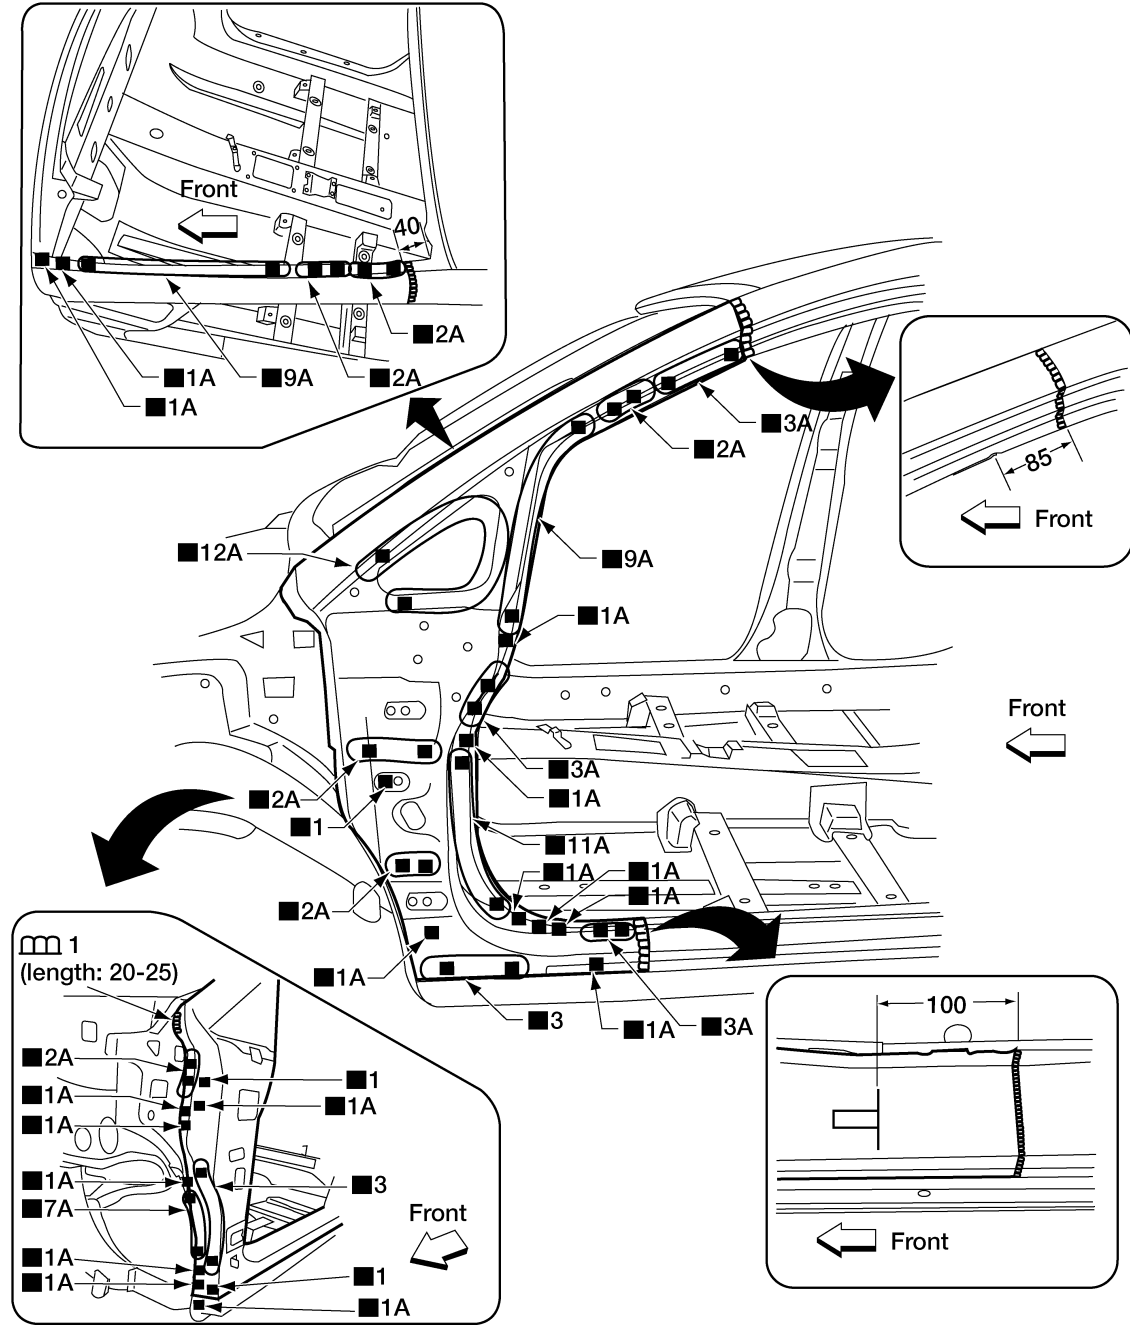 Front
40
■2A
■1A
■9A
■2A
■1A
■3A
■2A
85
Front
■12A
■9A
■1A
Front
■3A
■2A
■1A
■1
■11A
■1A
■1A
■1A
■2A
■1A
■3
■1A
■3A
1
(length: 20-25)
■2A
■1
■1A
■1A
■1A
■1A
■3
■7A
Front
■1A
■1A
■1
■1A
100
Front